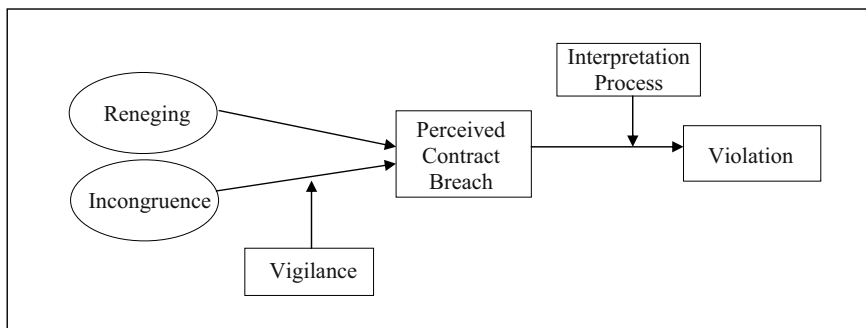 Interpretation
Process
Reneging
Perceived
Contract
Breach
Violation
Incongruence
Vigilance